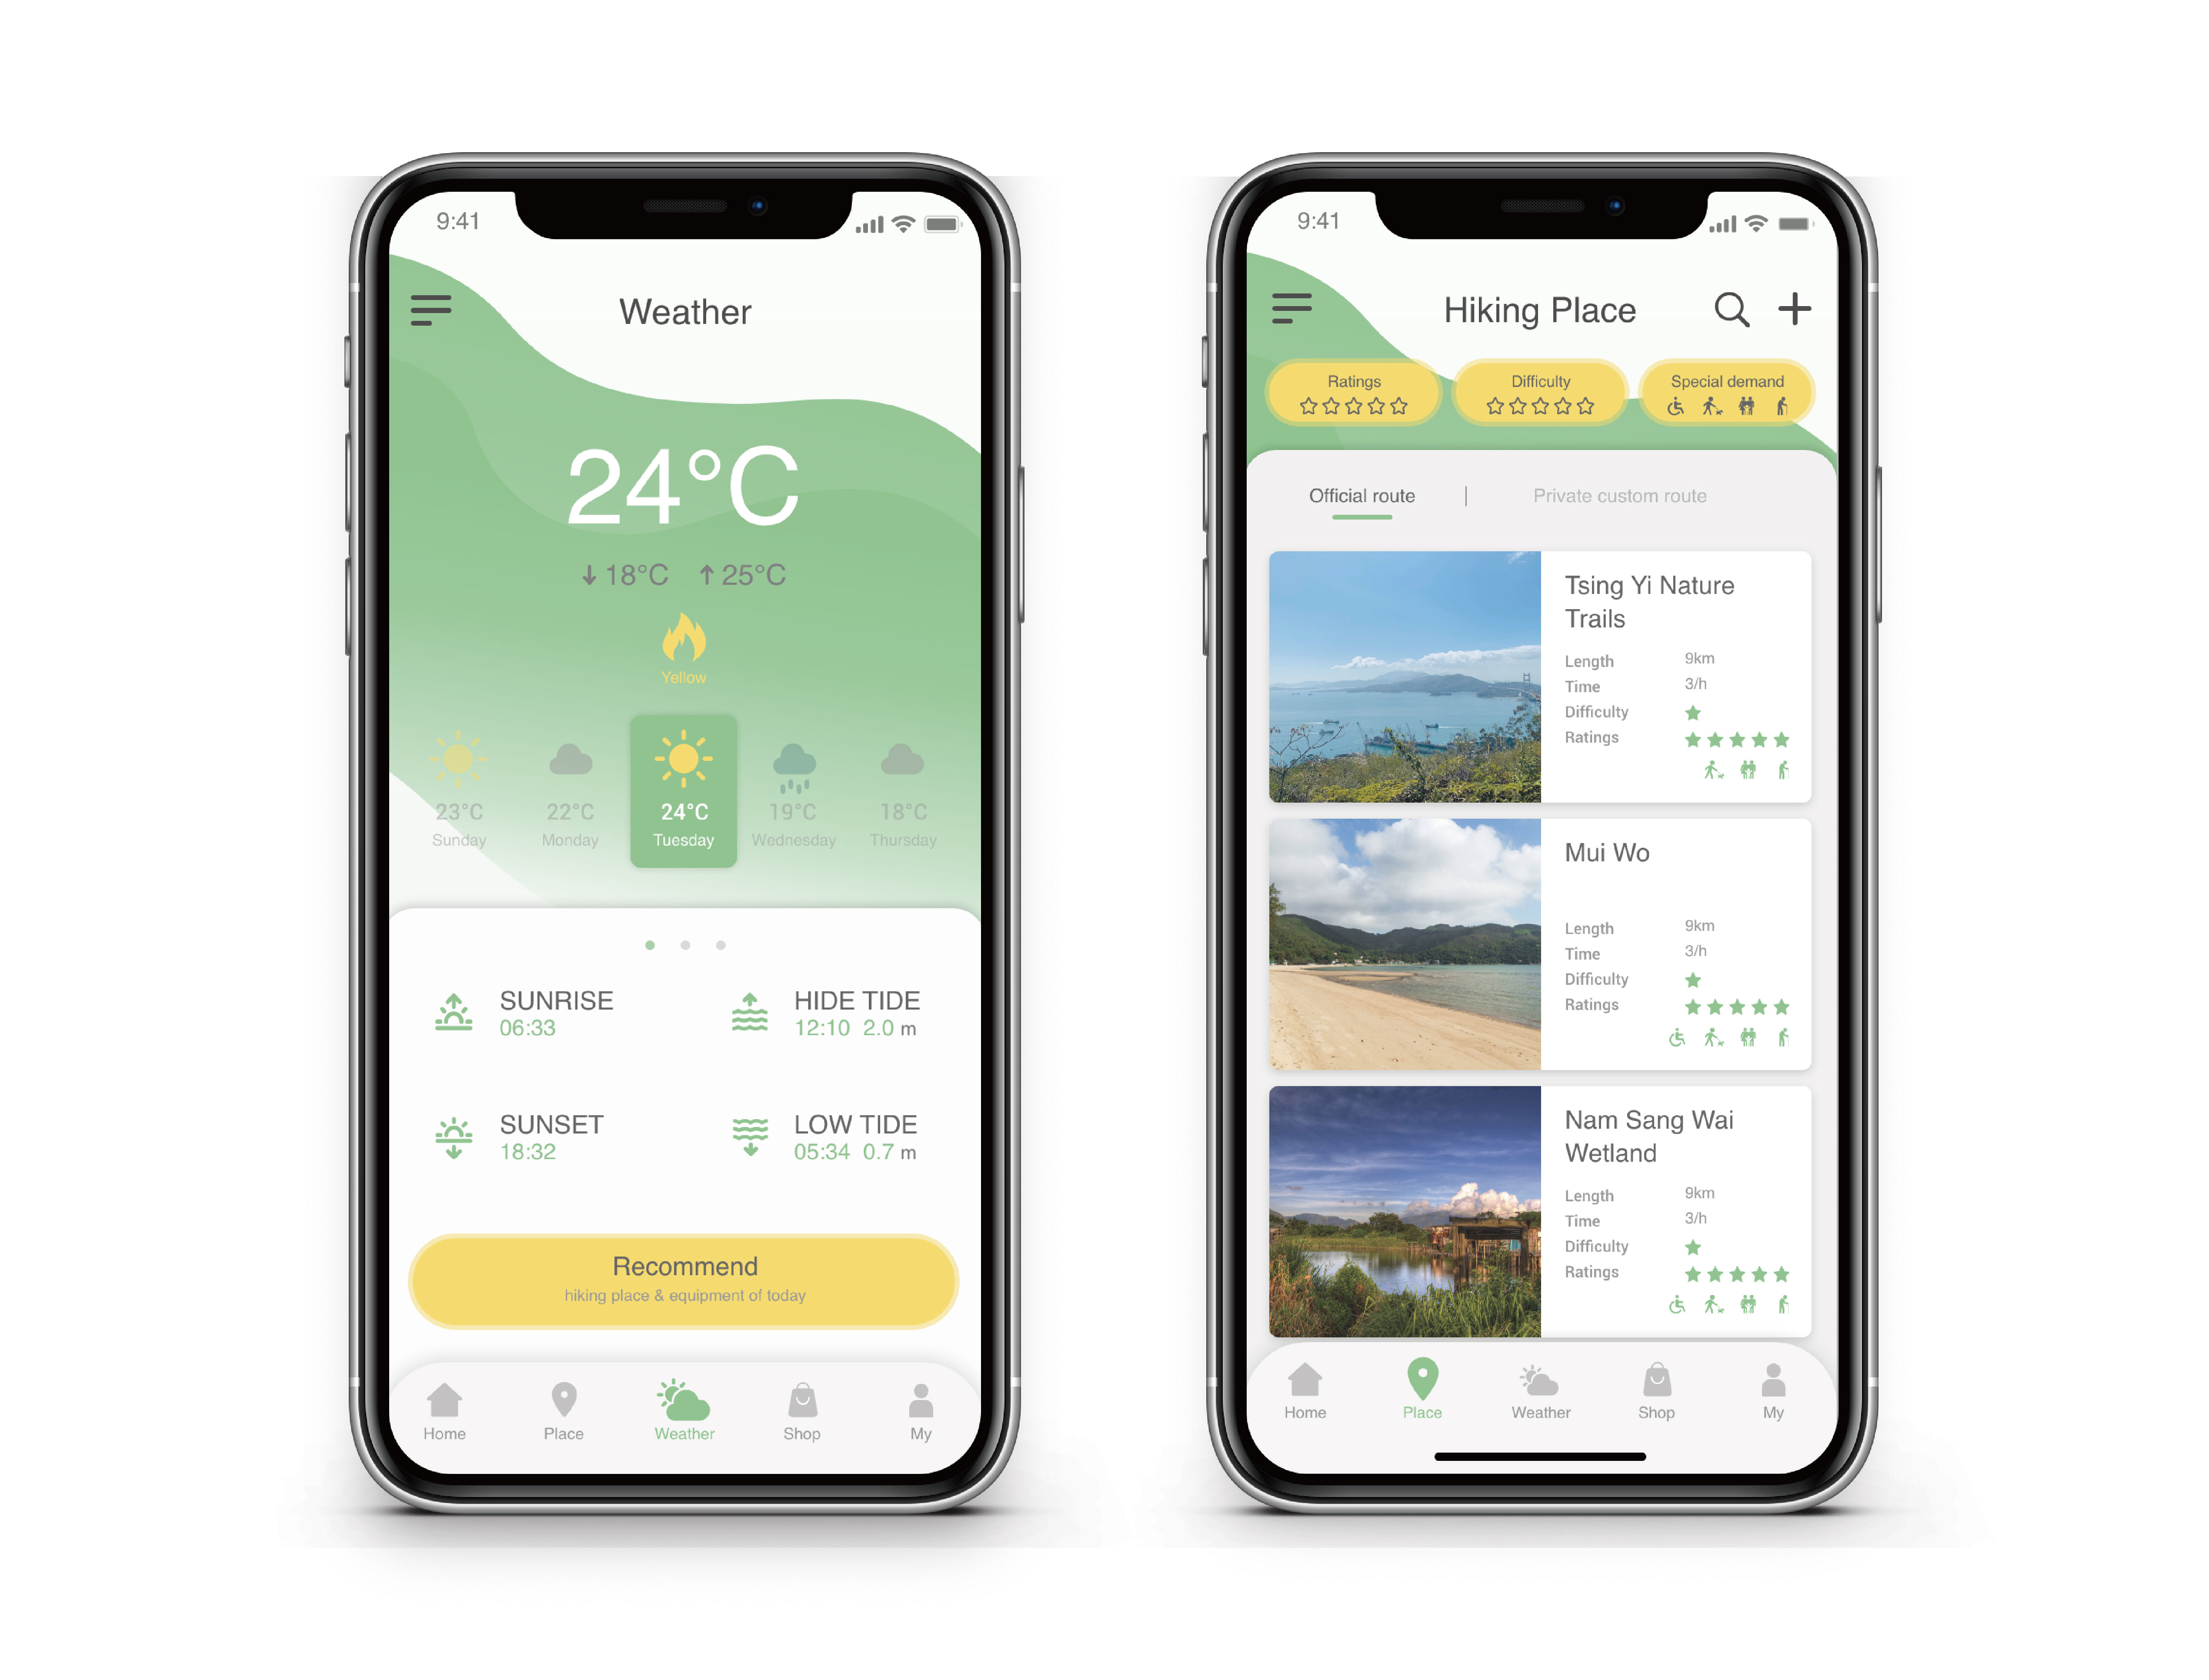 9:41
Weather
24°C
↓18°C ↑25°C
Yellow
23°C 22°C 24°C 19°C 18°C
Sunday Monday Tuesday Wednesday Thursday
SUNRISE
06:33
HIDE TIDE
12:10 2.0 m
SUNSET
18:32
LOW TIDE
05:34 0.7 m
Recommend
hiking place & equipment of today
Home Place Weather Shop My
9:41
Hiking Place
Ratings Difficulty Special demand
Official route | Private custom route
Tsing Yi Nature
Trails
Length 9km
Time 3/h
Difficulty
Ratings
Mui Wo
Length 9km
Time 3/h
Difficulty
Ratings
Nam Sang Wai
Wetland
Length 9km
Time 3/h
Difficulty
Ratings
Home Place Weather Shop My